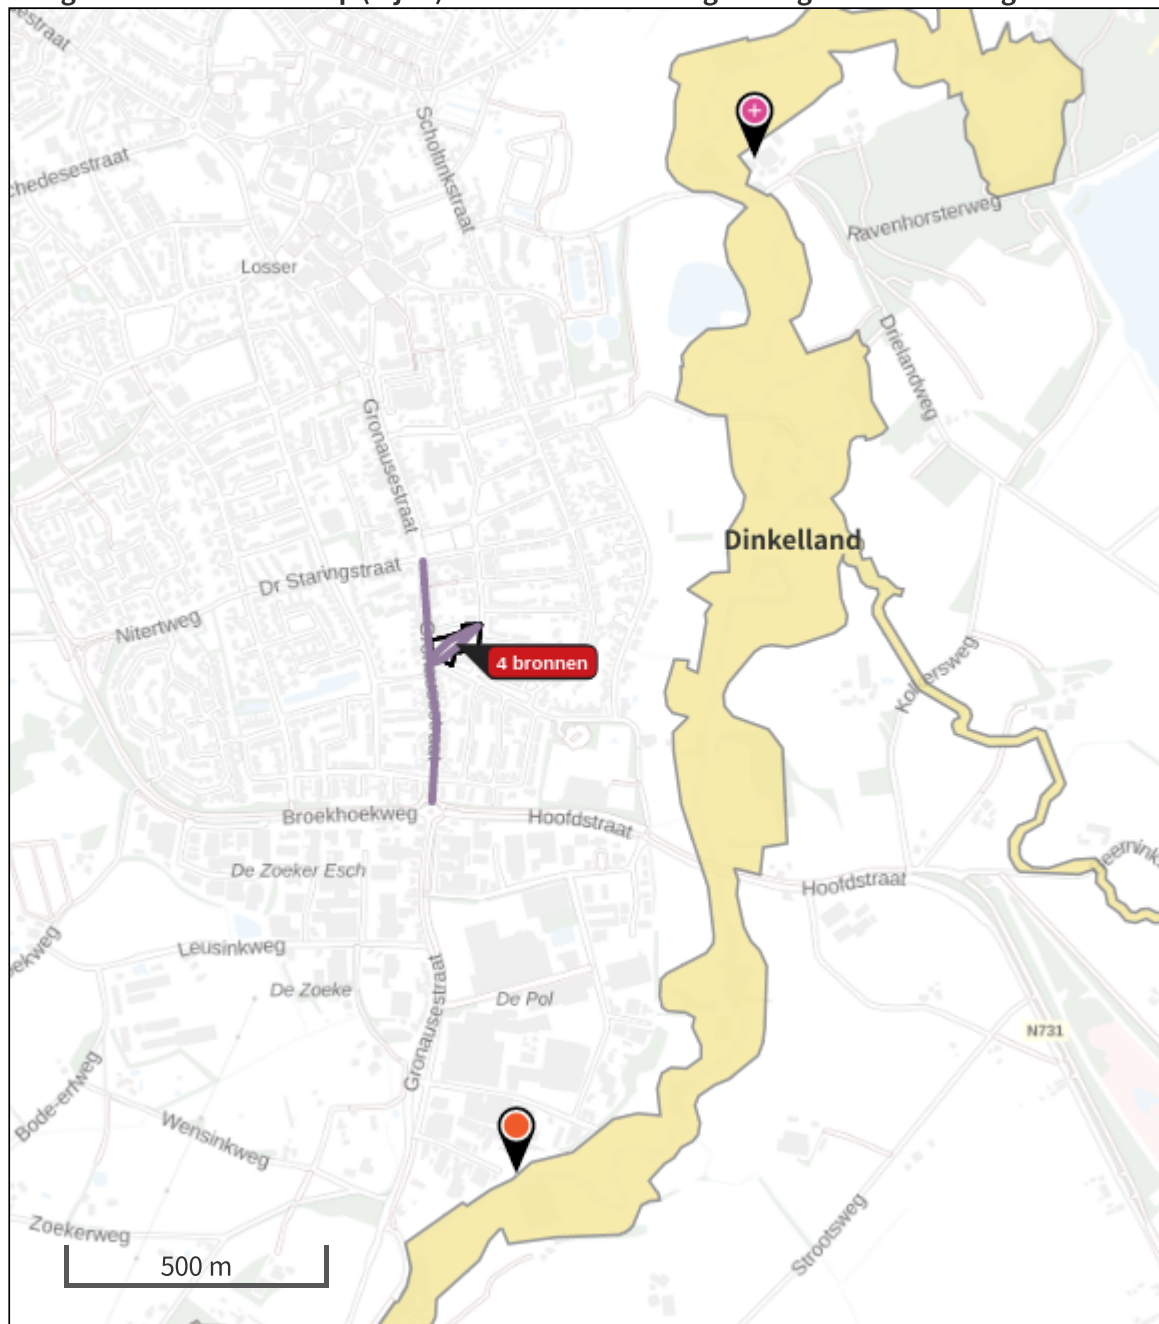 Scholtinkstraat
Ravenhorsterweg
Losser
Drielandweg
Gronausestraat
Dinkelland
Dr Staringstraat
Nitertweg
4 bronnen
Broekhoekweg
Hoofdstraat
De Zoeker Esch
Hoofdstraat
Leusinkweg
De Zoeke
De Pol
Gronausestraat
N731
Bode-erfweg
Wensinkweg
Zoekerweg
Strootsweg
500 m